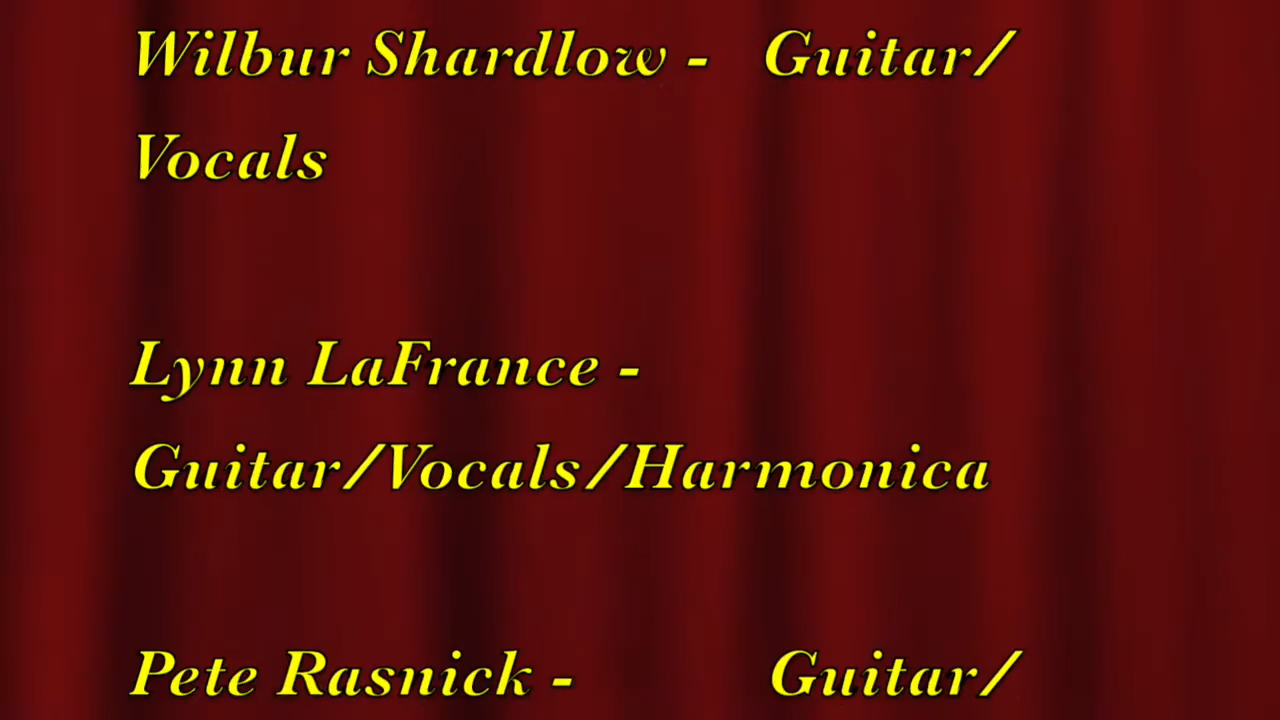 Wilbur Shardlow - Guitar/
Vocals
Lynn LaFrance -
Guitar/Vocals/Harmonica
Pete Rasnick - Guitar/